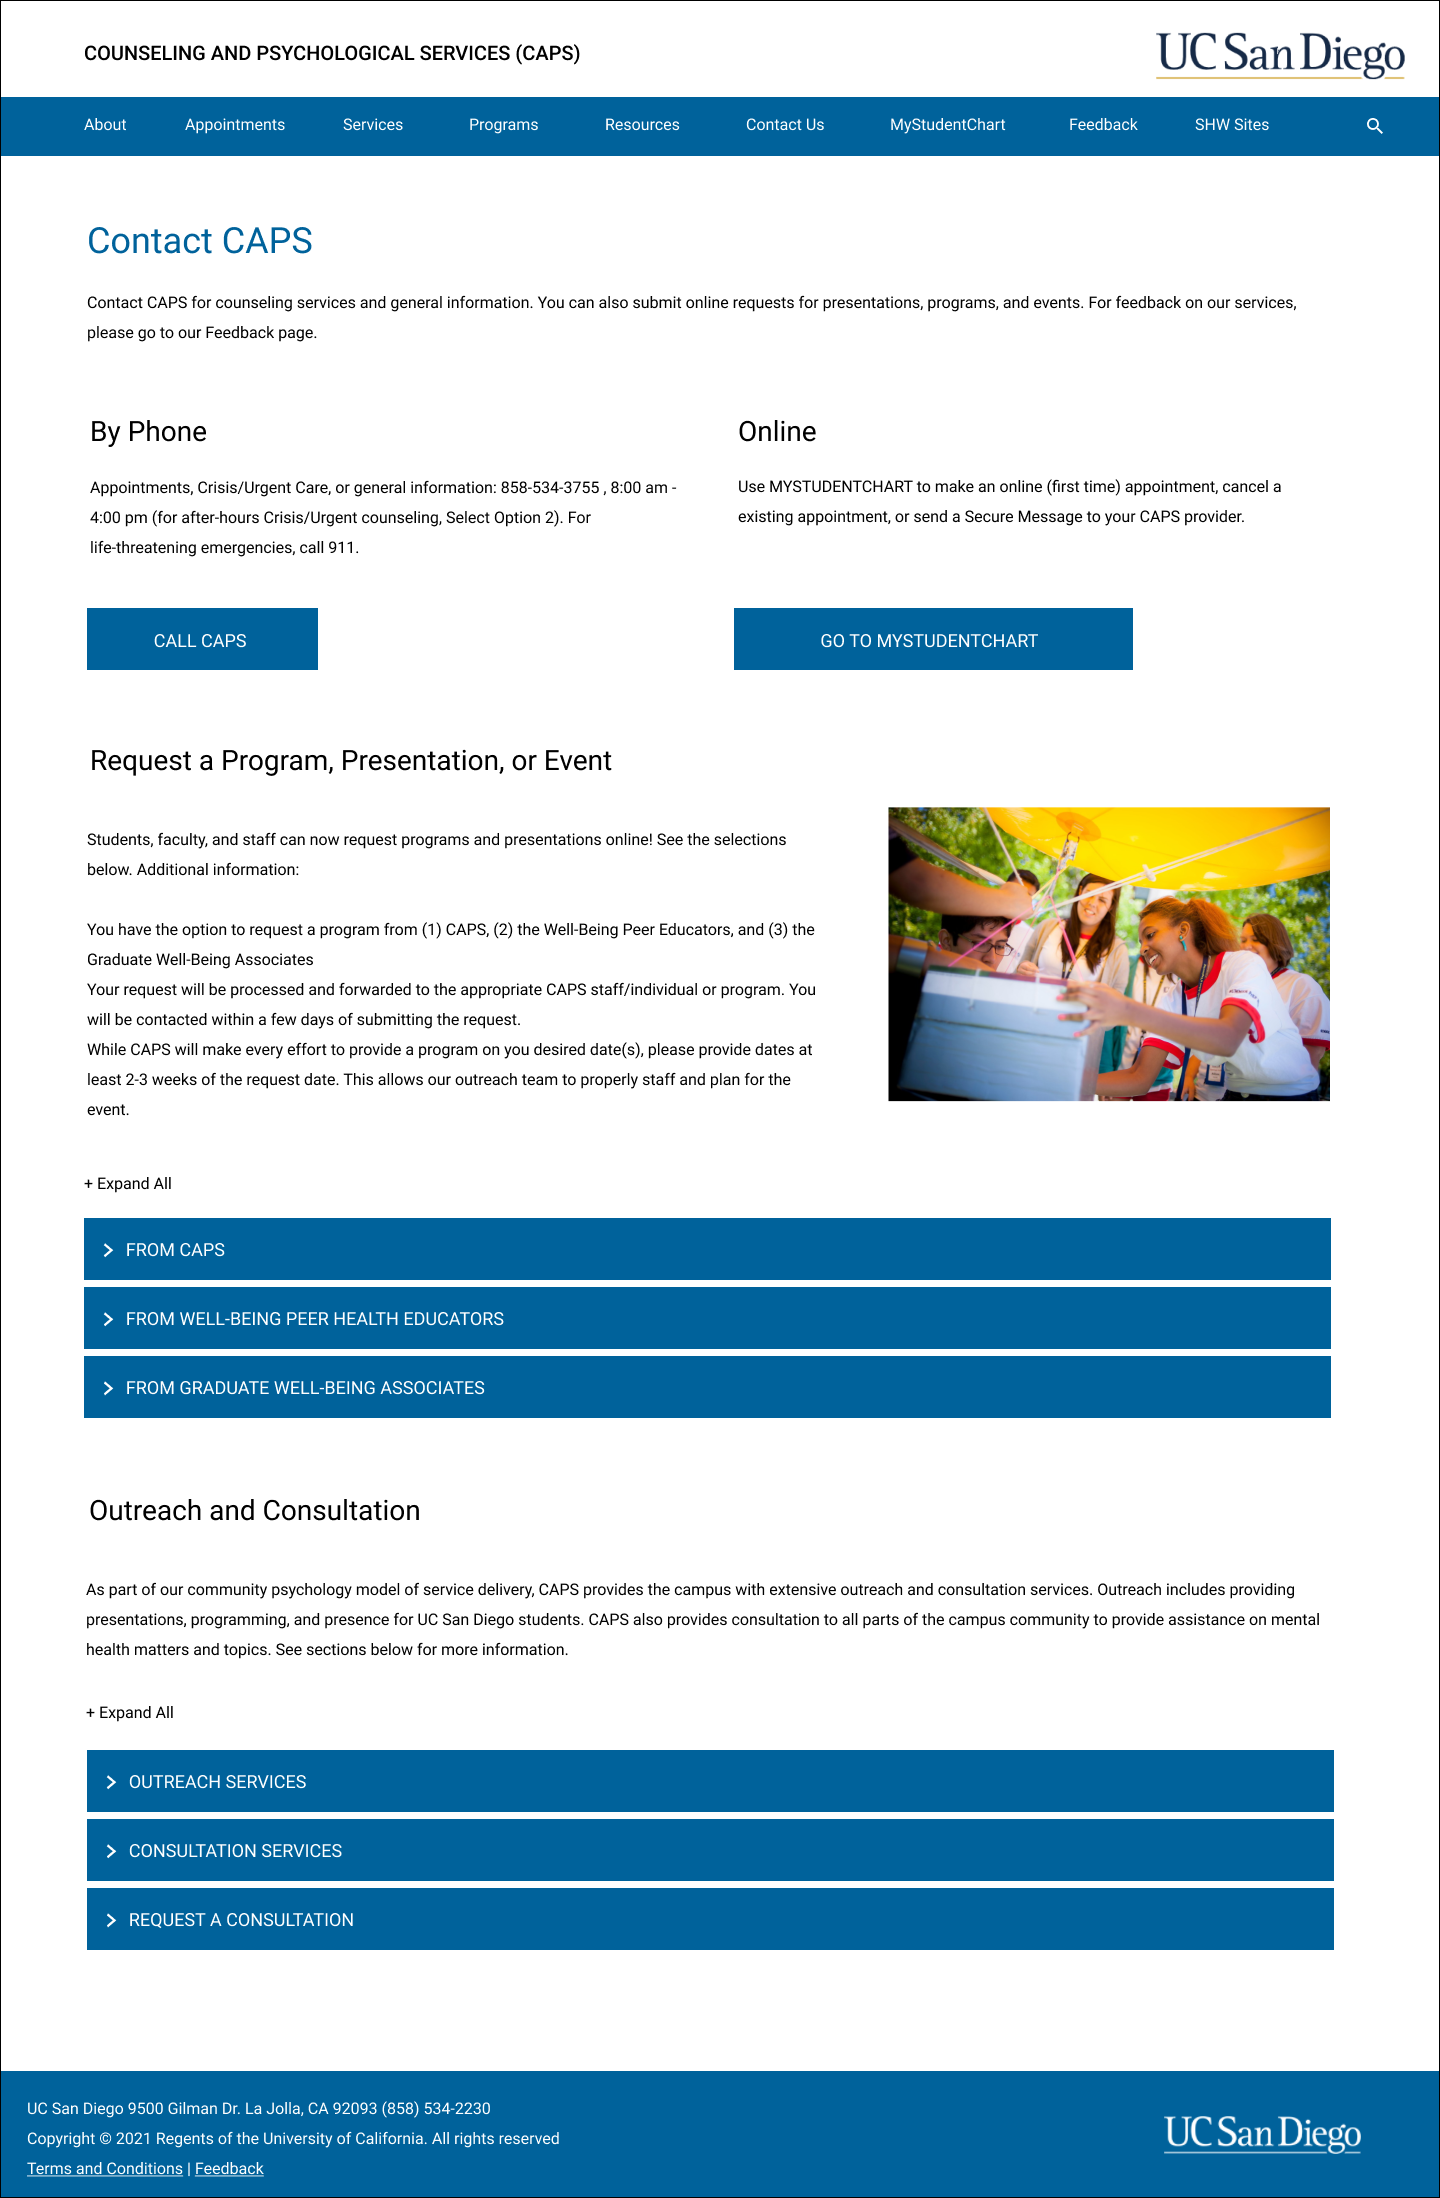 COUNSELING AND PSYCHOLOGICAL SERVICES (CAPS)
UC San Diego
About Appointments Services Programs Resources Contact Us MyStudentChart Feedback SHW Sites
Contact CAPS
Contact CAPS for counseling services and general information. You can also submit online requests for presentations, programs, and events. For feedback on our services,
please go to our Feedback page.
By Phone
Appointments, Crisis/Urgent Care, or general information: 858-534-3755 , 8:00 am -
4:00 pm (for after-hours Crisis/Urgent counseling, Select Option 2). For
life-threatening emergencies, call 911.
CALL CAPS
Online
Use MYSTUDENTCHART to make an online (first time) appointment, cancel a
existing appointment, or send a Secure Message to your CAPS provider.
GO TO MYSTUDENTCHART
Request a Program, Presentation, or Event
Students, faculty, and staff can now request programs and presentations online! See the selections
below. Additional information:
You have the option to request a program from (1) CAPS, (2) the Well-Being Peer Educators, and (3) the
Graduate Well-Being Associates
Your request will be processed and forwarded to the appropriate CAPS staff/individual or program. You
will be contacted within a few days of submitting the request.
While CAPS will make every effort to provide a program on you desired date(s), please provide dates at
least 2-3 weeks of the request date. This allows our outreach team to properly staff and plan for the
event.
+ Expand All
FROM CAPS
FROM WELL-BEING PEER HEALTH EDUCATORS
FROM GRADUATE WELL-BEING ASSOCIATES
Outreach and Consultation
As part of our community psychology model of service delivery, CAPS provides the campus with extensive outreach and consultation services. Outreach includes providing
presentations, programming, and presence for UC San Diego students. CAPS also provides consultation to all parts of the campus community to provide assistance on mental
health matters and topics. See sections below for more information.
+ Expand All
OUTREACH SERVICES
CONSULTATION SERVICES
REQUEST A CONSULTATION
UC San Diego 9500 Gilman Dr. La Jolla, CA 92093 (858) 534-2230
Copyright © 2021 Regents of the University of California. All rights reserved
Terms and Conditions | Feedback
UC San Diego